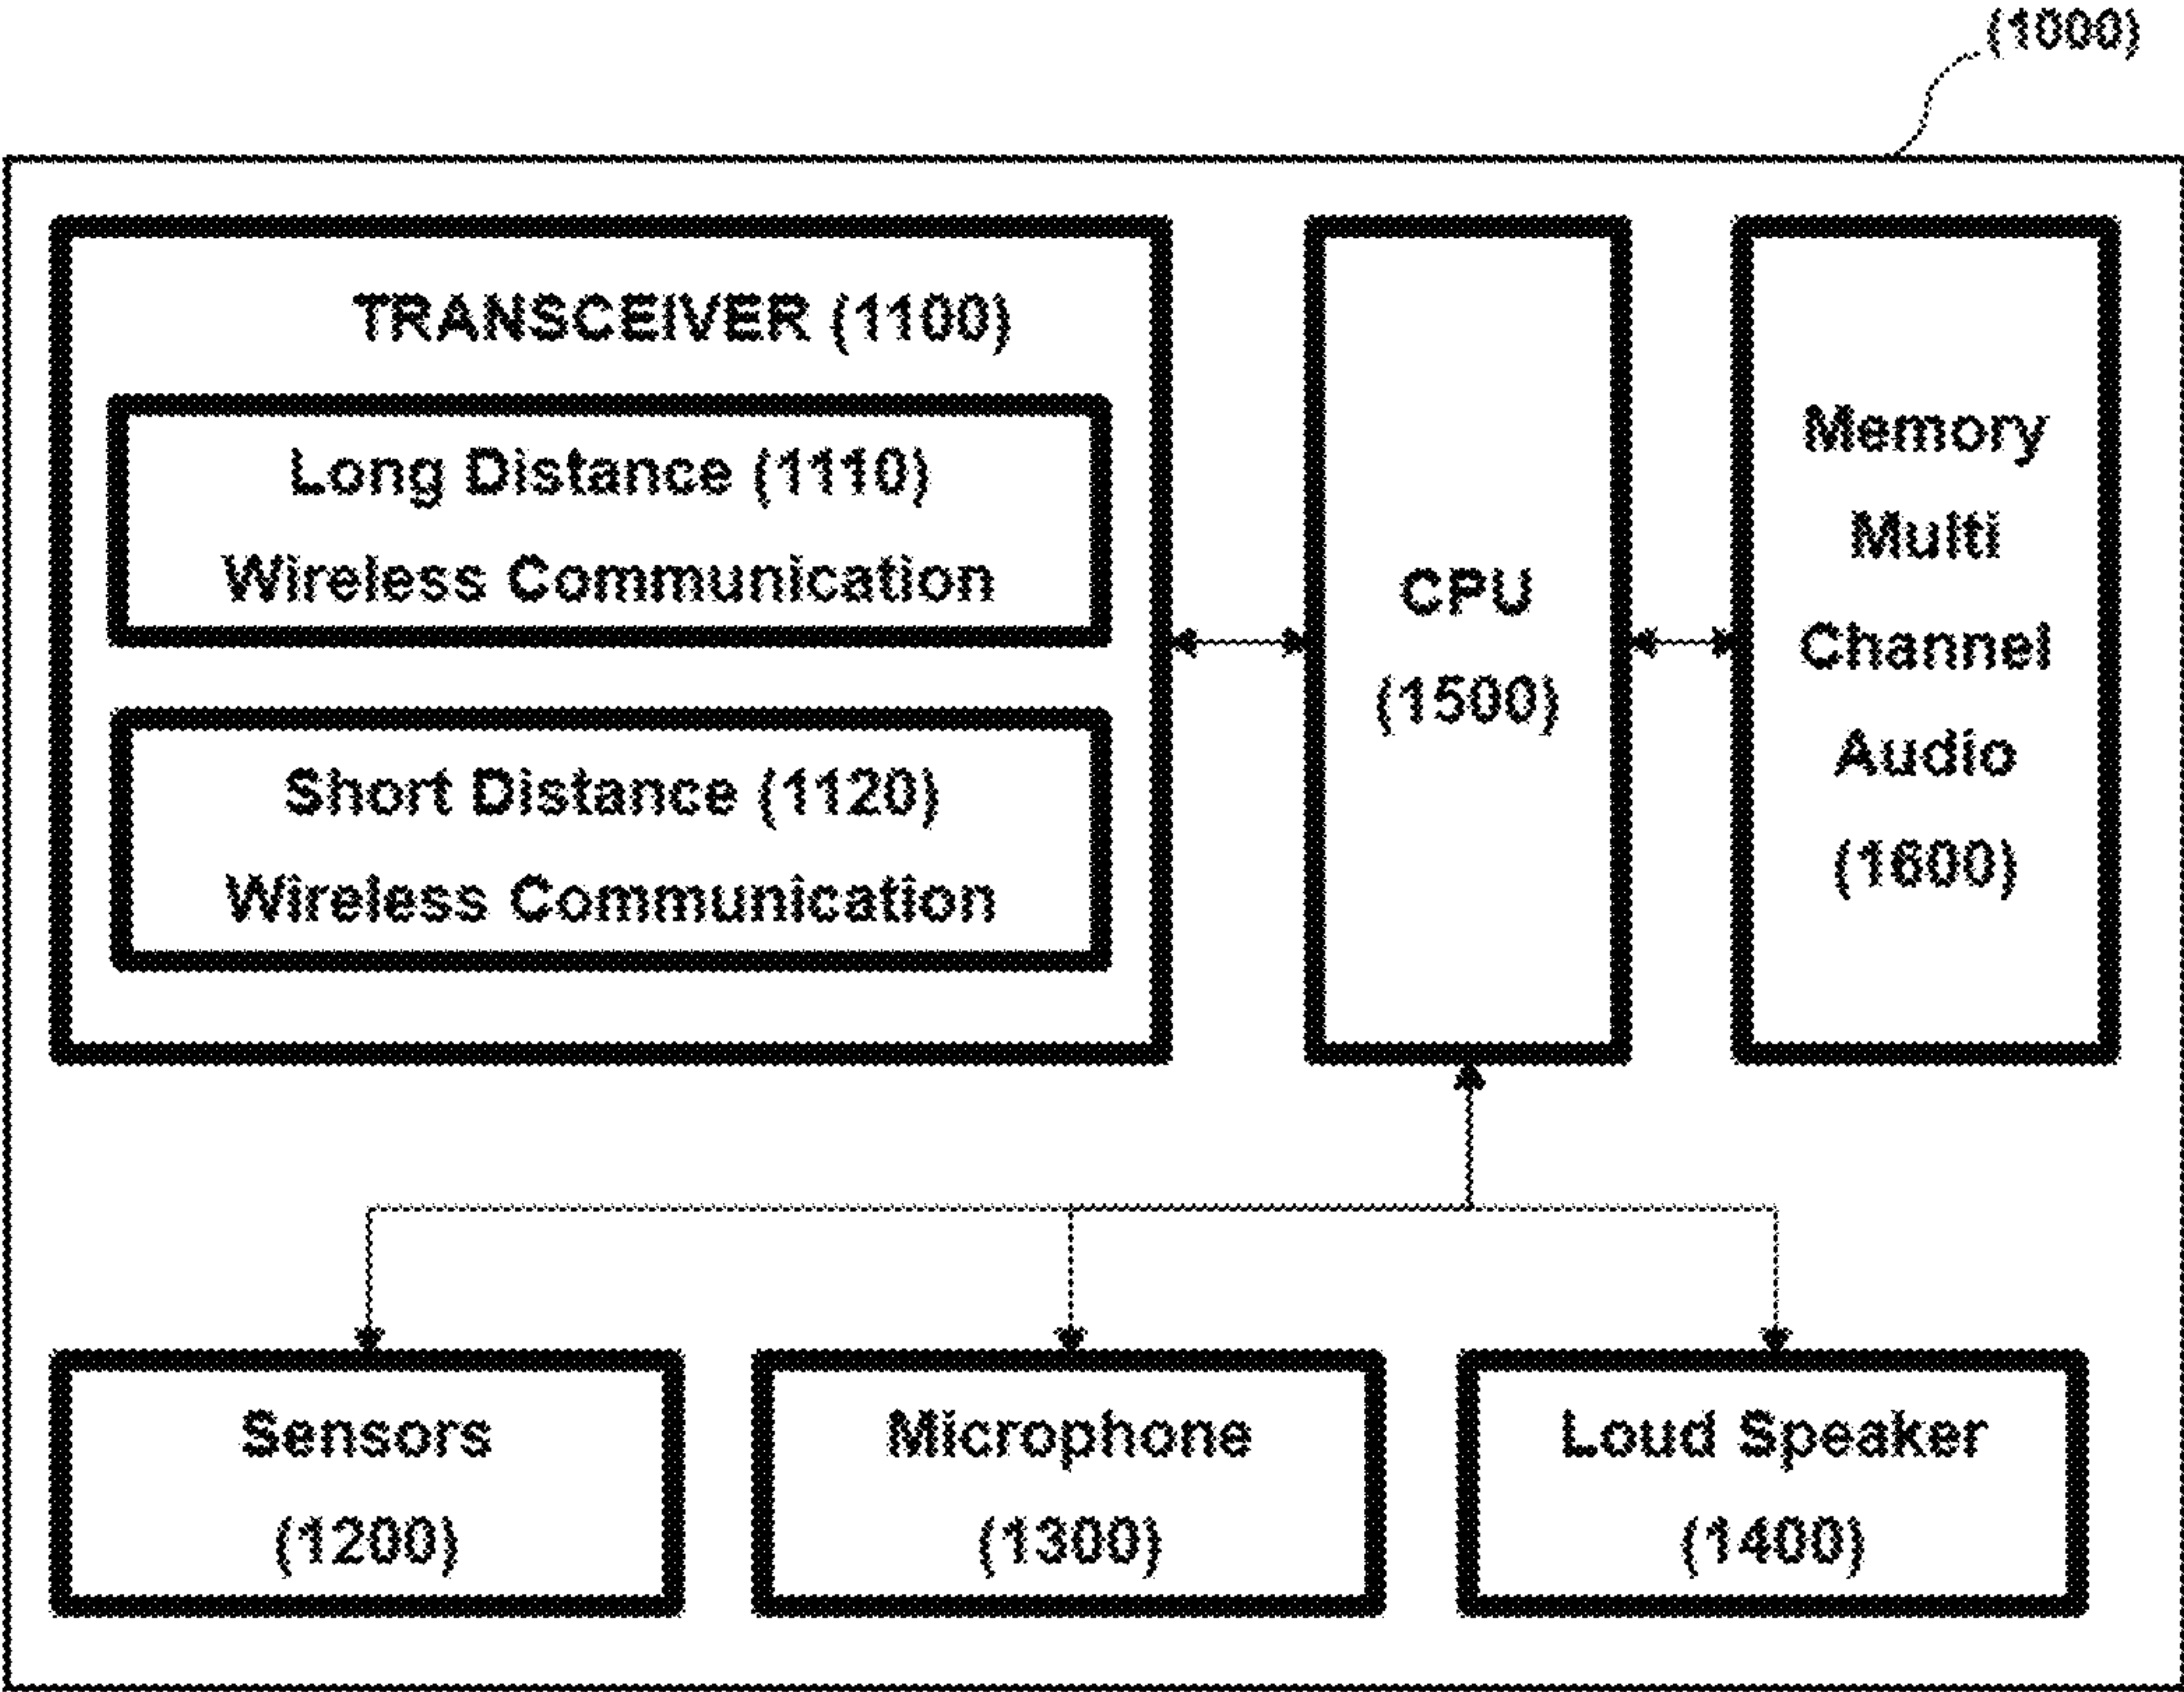 (1000)
TRANSCEIVER (1100)
Long Distance (1110)
Wireless Communication
Short Distance (1120)
Wireless Communication
CPU
(1500)
Memory
Multi
Channel
Audio
(1600)
Sensors
(1200)
Microphone
(1300)
Loud Speaker
(1400)